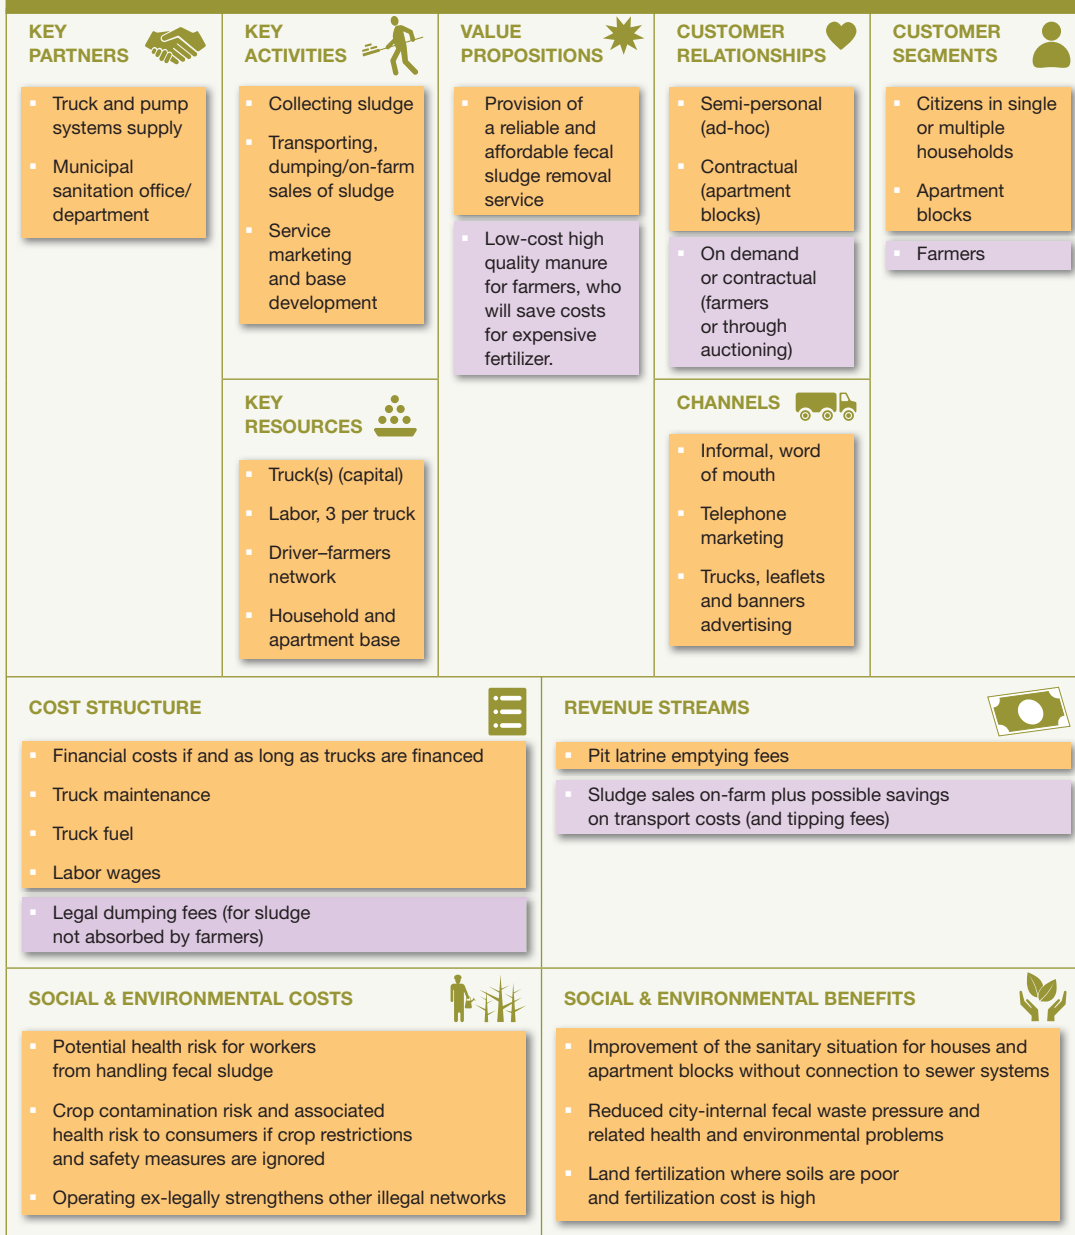 KEY
PARTNERS
Truck and pump
systems supply
Municipal
sanitation office/
department
KEY
ACTIVITIES
Collecting sludge
Transporting,
dumping/on-farm
sales of sludge
Service
marketing
and base
development
KEY
RESOURCES
Truck(s) (capital)
Labor, 3 per truck
Driver–farmers
network
Household and
apartment base
VALUE
PROPOSITIONS
Provision of
a reliable and
affordable fecal
sludge removal
service
Low-cost high
quality manure
for farmers, who
will save costs
for expensive
fertilizer.
CUSTOMER
RELATIONSHIPS
Semi-personal
(ad-hoc)
Contractual
(apartment
blocks)
On demand
or contractual
(farmers
or through
auctioning)
CHANNELS
Informal, word
of mouth
Telephone
marketing
Trucks, leaflets
and banners
advertising
CUSTOMER
SEGMENTS
Citizens in single
or multiple
households
Apartment
blocks
Farmers
COST STRUCTURE
Financial costs if and as long as trucks are financed
Truck maintenance
Truck fuel
Labor wages
Legal dumping fees (for sludge
not absorbed by farmers)
REVENUE STREAMS
Pit latrine emptying fees
Sludge sales on-farm plus possible savings
on transport costs (and tipping fees)
SOCIAL & ENVIRONMENTAL COSTS
Potential health risk for workers
from handling fecal sludge
Crop contamination risk and associated
health risk to consumers if crop restrictions
and safety measures are ignored
Operating ex-legally strengthens other illegal networks
SOCIAL & ENVIRONMENTAL BENEFITS
Improvement of the sanitary situation for houses and
apartment blocks without connection to sewer systems
Reduced city-internal fecal waste pressure and
related health and environmental problems
Land fertilization where soils are poor
and fertilization cost is high